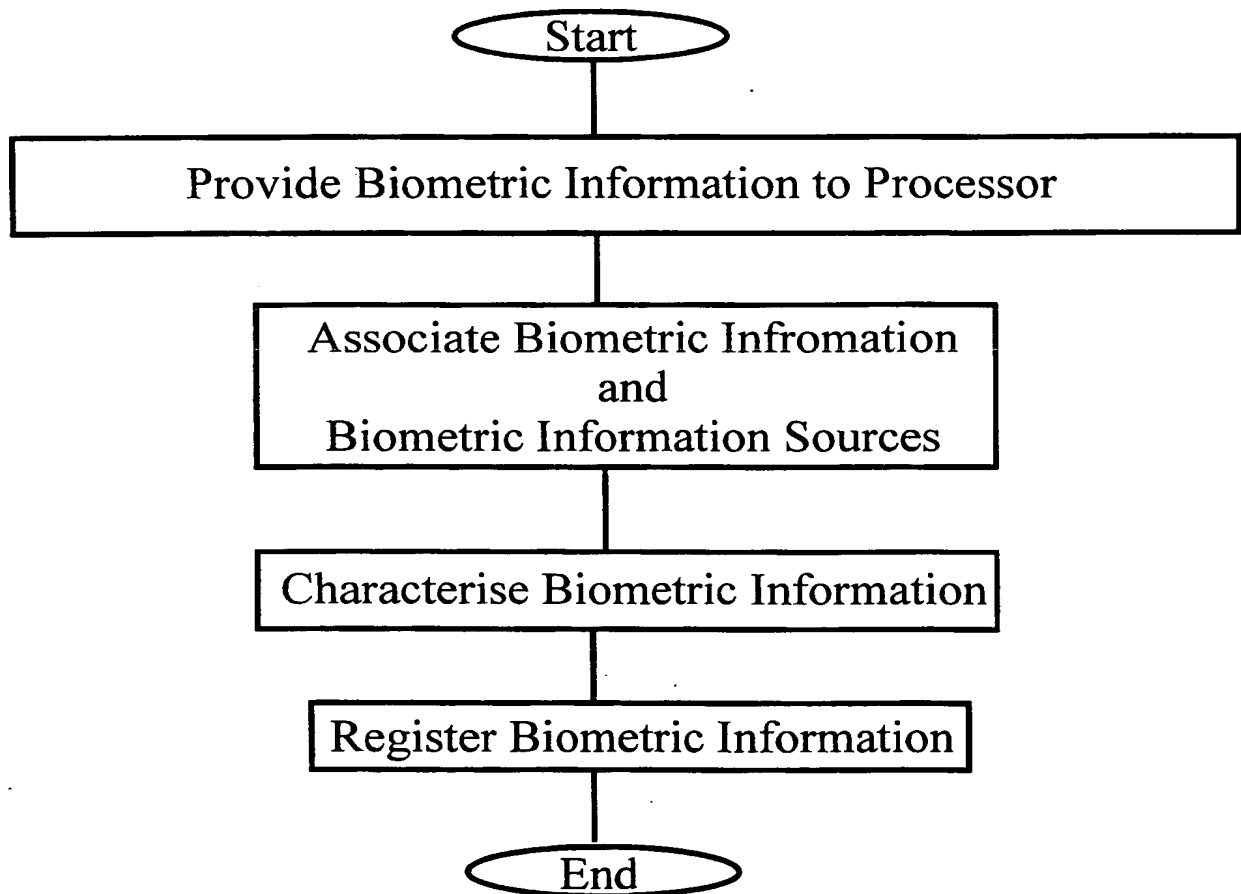 Start
Provide Biometric Information to Processor
Associate Biometric Infromation
and
Biometric Information Sources
Characterise Biometric Information
Register Biometric Information
End